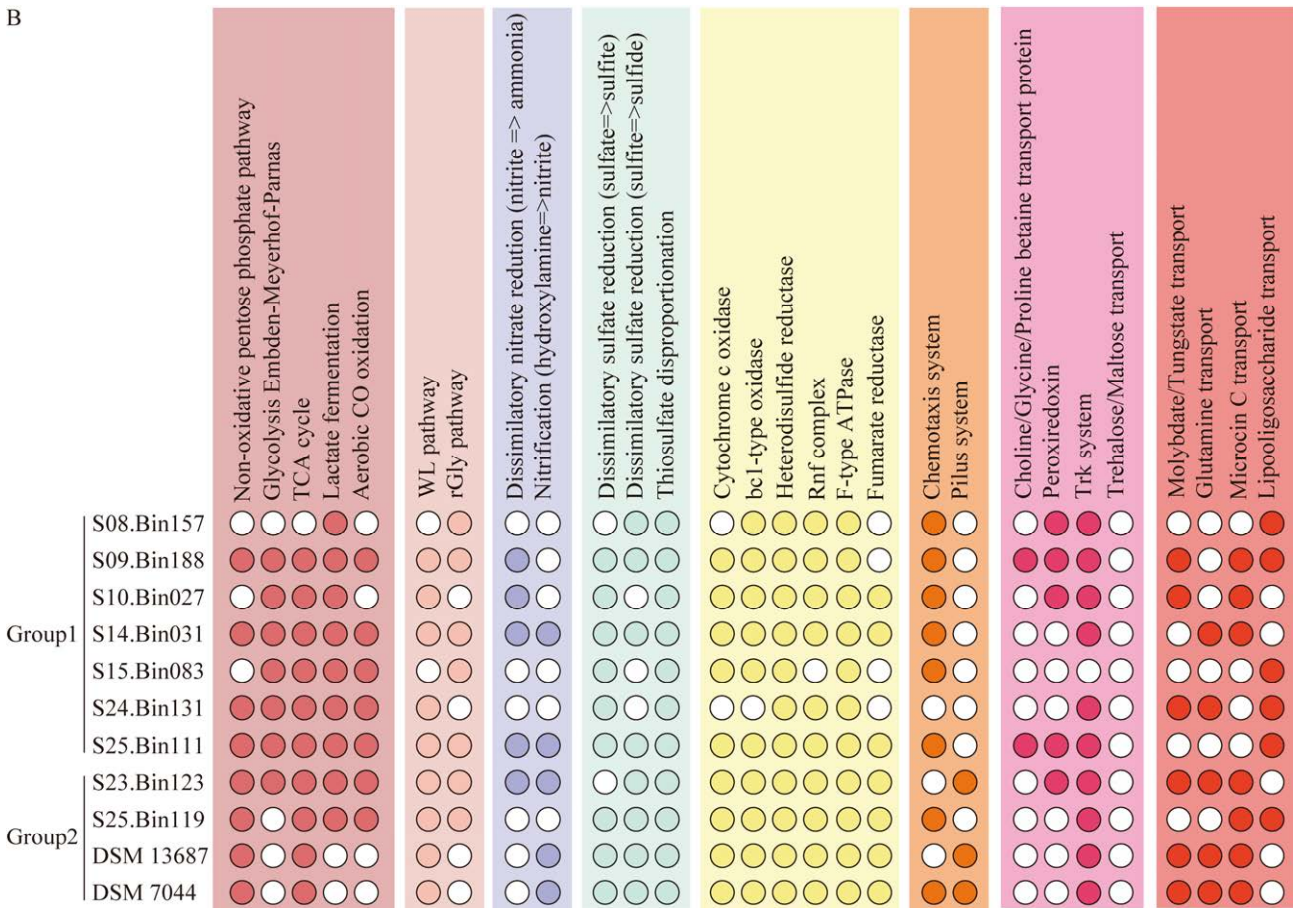 B
Non-oxidative pentose phosphate pathway
Glycolysis Embden-Meyerhof-Parnas
TCA cycle
Lactate fementation
Aerobic CO oxidation
WL pathway
rGly pathway
Dissimilatory nitrate redution (nitrite => ammonia)
Nitrification (hydroxylamine=>nitrite)
Dissimilatory sulfate reduction (sulfate=>sulfite)
Dissimilatory sulfate reduction (sulfite=>sulfide)
Thiosulfate disproportionation
Cytochrome c oxidase
bc1-type oxidase
Heterodisulfide reductase
Rnf complex
F-type ATPase
Fumarate reductase
Chemotaxis system
Pilus system
Choline/Glycine/Proline betaine transport protein
Peroxiredoxin
Trk system
Trehalose/Maltose transport
Molybdate/Tungstate transport
Glutamine transport
Microcin C transport
Lipooligosaccharide transport
Group1
S08.Bin157
S09.Bin188
S10.Bin027
S14.Bin031
S15.Bin083
S24.Bin131
S25.Bin111
Group2
S23.Bin123
S25.Bin119
DSM 13687
DSM 7044